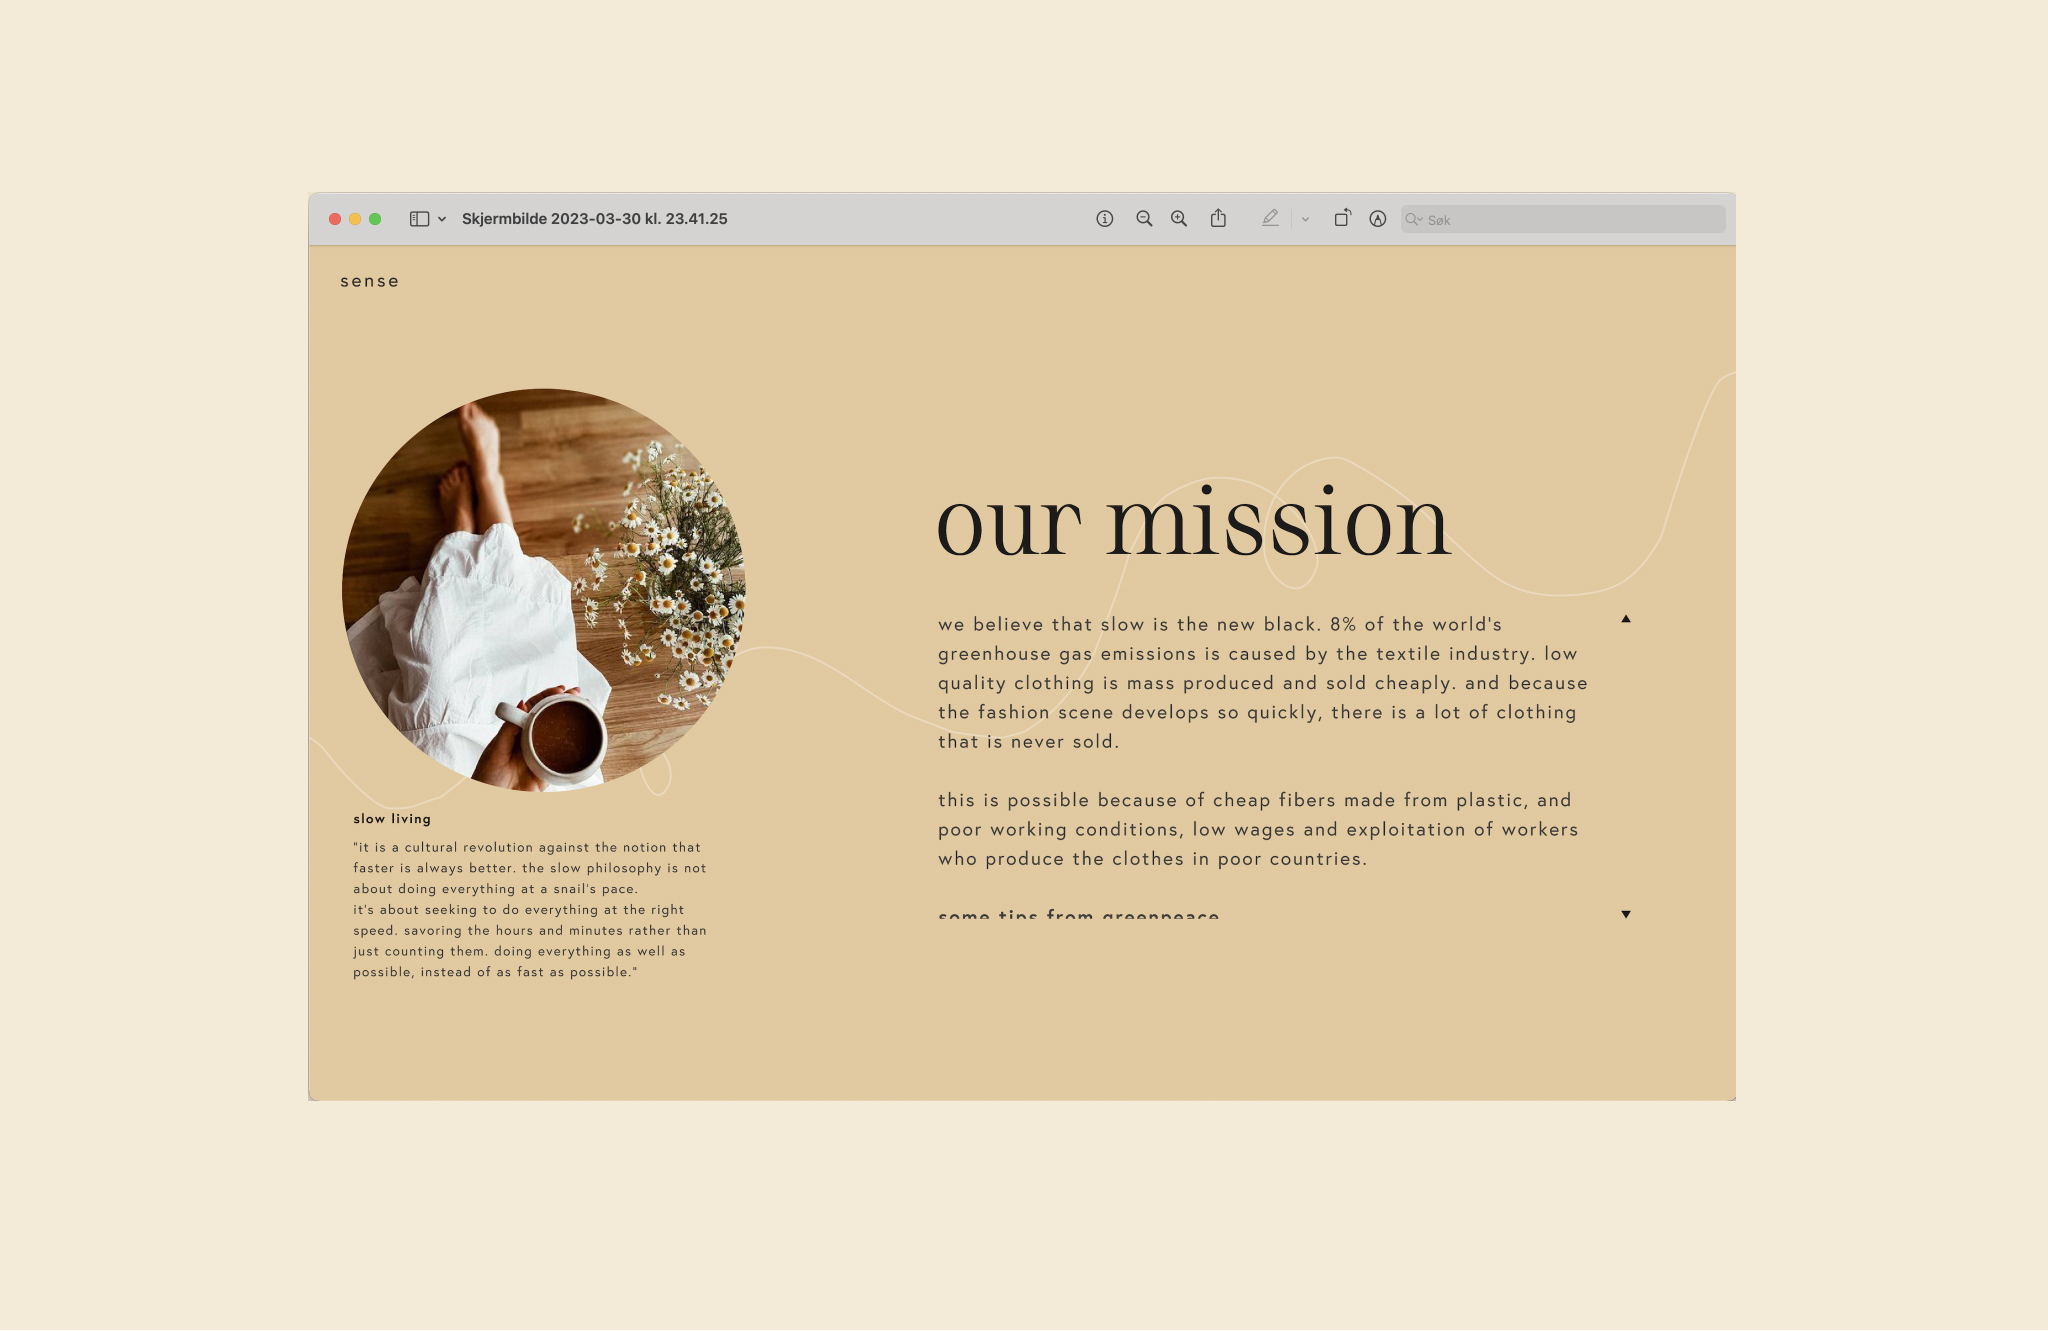 Skjermbilde 2023-03-30 kl. 23.41.25
Søk
sense
slow living
"it is a cultural revolution against the notion that
faster is always better. the slow philosophy is not
about doing everything at a snail's pace.
it's about seeking to do everything at the right
speed. savoring the hours and minutes rather than
just counting them. doing everything as well as
possible, instead of as fast as possible."
our mission
we believe that slow is the new black. 8% of the world's
greenhouse gas emissions is caused by the textile industry. low
quality clothing is mass produced and sold cheaply. and because
the fashion scene develops so quickly, there is a lot of clothing
that is never sold.
this is possible because of cheap fibers made from plastic, and
poor working conditions, low wages and exploitation of workers
who produce the clothes in poor countries.
some tips from greenpeace